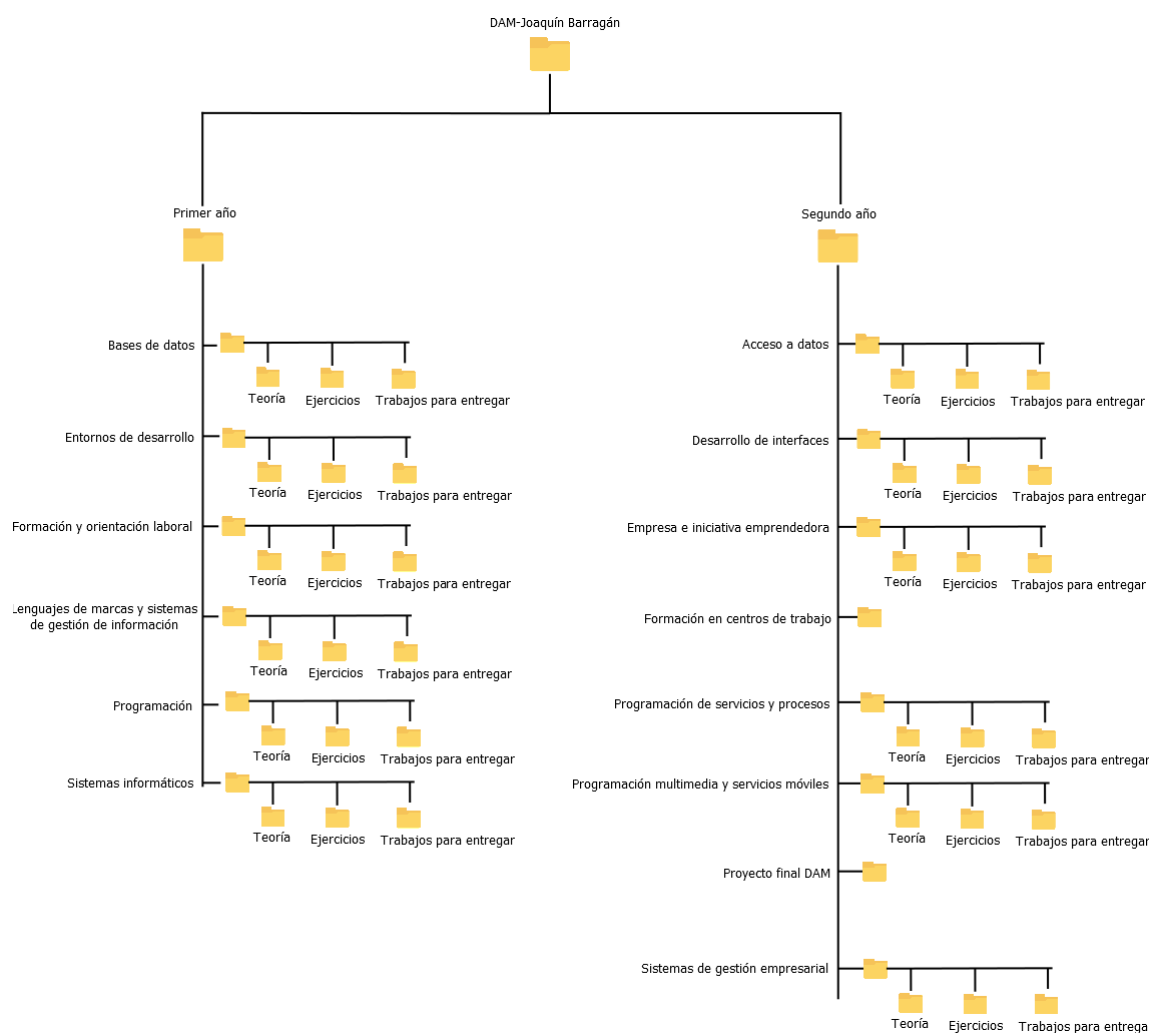 DAM-Joaquín Barragán
Primer año
Bases de datos
Teoría
Ejercicios
Trabajos para entregar
Entornos de desarrollo
Teoría
Ejercicios
Trabajos para entregar
Formación y orientación laboral
Teoría
Ejercicios
Trabajos para entregar
Lenguajes de marcas y sistemas
de gestión de información
Teoría
Ejercicios
Trabajos para entregar
Programación
Teoría
Ejercicios
Trabajos para entregar
Sistemas informáticos
Teoría
Ejercicios
Trabajos para entregar
Segundo año
Acceso a datos
Teoría
Ejercicios
Trabajos para entregar
Desarrollo de interfaces
Teoría
Ejercicios
Trabajos para entregar
Empresa e iniciativa emprendedora
Teoría
Ejercicios
Trabajos para entregar
Formación en centros de trabajo
Programación de servicios y procesos
Teoría
Ejercicios
Trabajos para entregar
Programación multimedia y servicios móviles
Teoría
Ejercicios
Trabajos para entregar
Proyecto final DAM
Sistemas de gestión empresarial
Teoría
Ejercicios
Trabajos para entrega